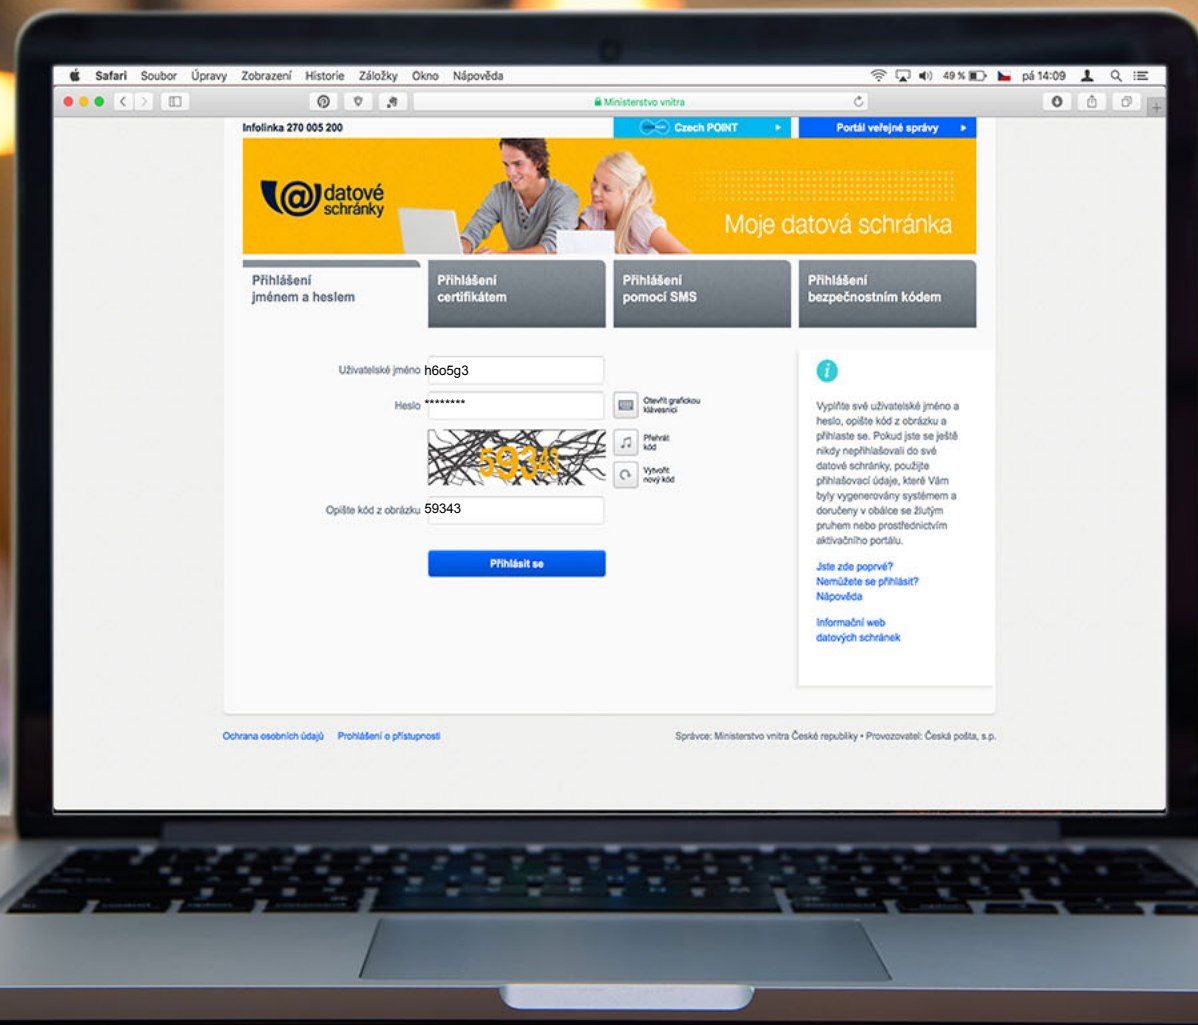 Safari Soubor Úpravy Zobrazení Historie Záložky Okno Nápověda 49 % pá 14:09
Ministerstvo vnitra
Infolinka 270 005 200
Czech POINT
Portál veřejné správy
@ datové
schránky
Moje datová schránka
Přihlášení
jménem a heslem
Přihlášení
certifikátem
Přihlášení
pomocí SMS
Přihlášení
bezpečnostním kódem
Uživatelské jméno h6o5g3
Heslo ********
Otevřít grafickou
klávesnici
59343
Přehrát
kód
Vytvořit
nový kód
Opište kód z obrázku 59343
Přihlásit se
i
Vyplňte své uživatelské jméno a
heslo, opište kód z obrázku a
přihlaste se. Pokud jste se ještě
nikdy nepřihlašovali do své
datové schránky, použijte
přihlašovací údaje, které Vám
byly vygenerovány systémem a
doručeny v obálce se žlutým
pruhem nebo prostřednictvím
aktivačního portálu.
Jste zde poprvé?
Nemůžete se přihlásit?
Nápověda
Informační web
datových schránek
Ochrana osobních údajů Prohlášení o přístupnosti
Správce: Ministerstvo vnitra České republiky • Provozovatel: Česká pošta, s.p.